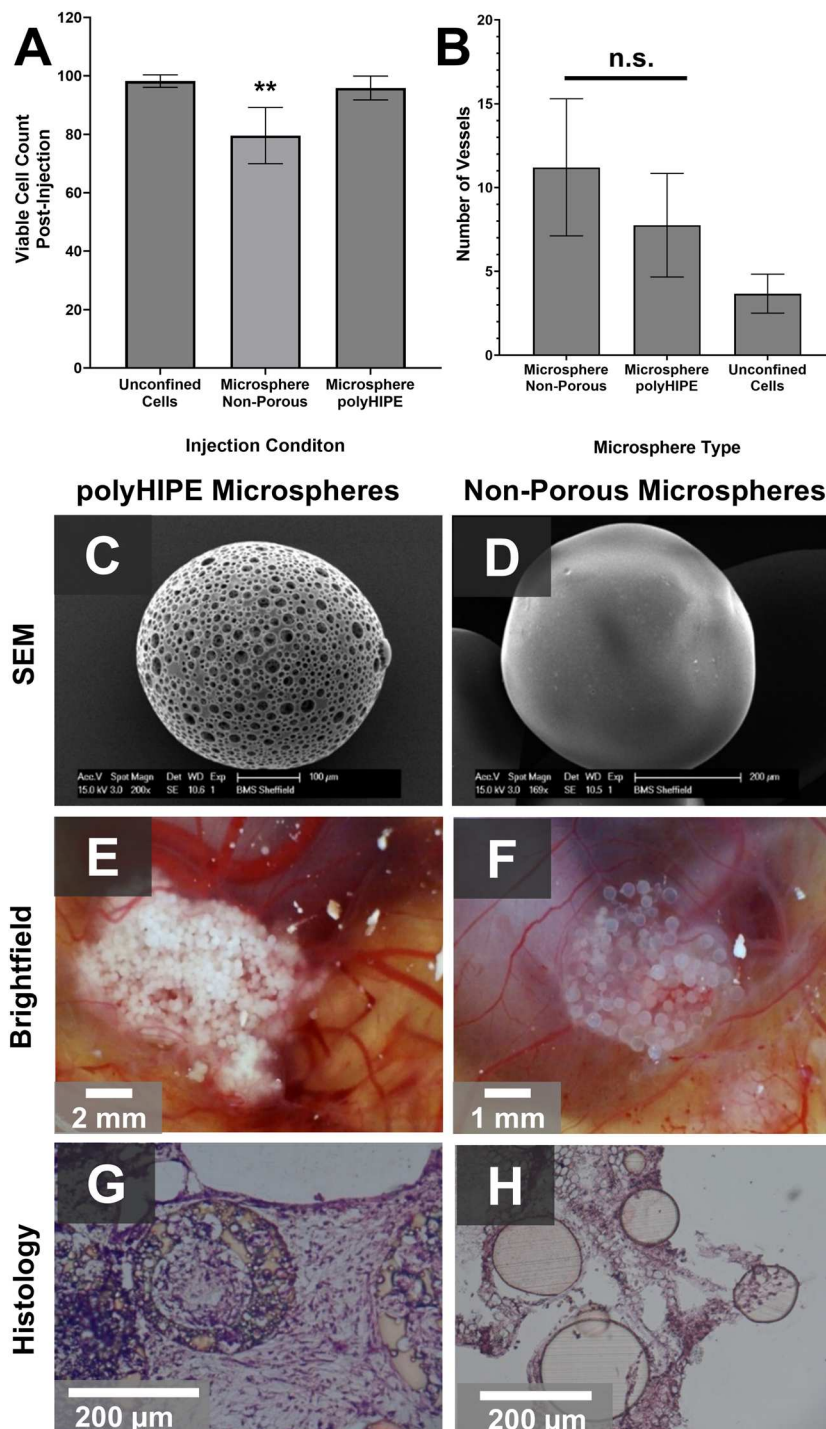 A
120
100
80
60
40
20
0
Viable Cell Count
Post-Injection
**
Unconfined
Cells
Microsphere
Non-Porous
Microsphere
polyHIPE
Injection Conditon
B
20
15
10
5
0
Number of Vessels
n.s.
Microsphere
Non-Porous
Microsphere
polyHIPE
Unconfined
Cells
Microsphere Type
polyHIPE Microspheres
Non-Porous Microspheres
SEM
C
Acc.V Spot Magn Det WD Exp
15.0 kV 3.0 200x SE 10.6 1
100 µm
BMS Sheffield
D
Acc.V Spot Magn Det WD Exp
15.0 kV 3.0 169x SE 10.5 1
200 µm
BMS Sheffield
Brightfield
E
2 mm
F
1 mm
Histology
G
200 µm
H
200 µm